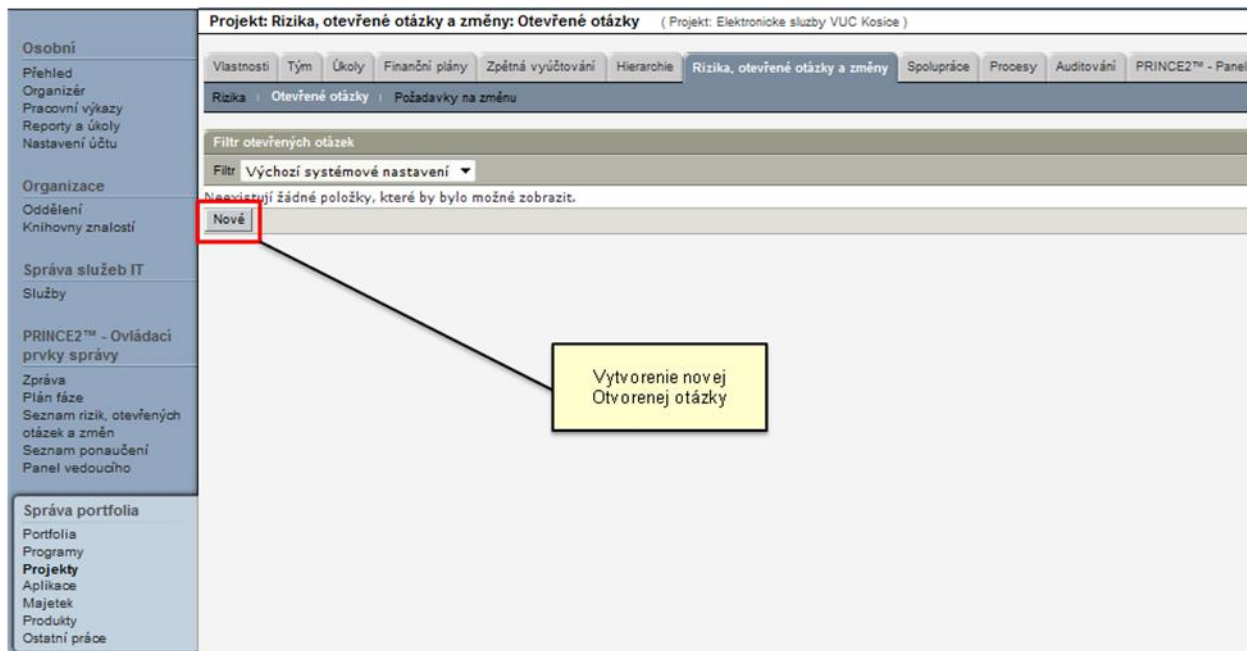 Projekt: Rizika, otevřené otázky a změny: Otevřené otázky ( Projekt: Elektronicke sluzby VUC Kosice )
Osobní
Přehled
Organizér
Pracovní výkazy
Reporty a úkoly
Nastavení účtu
Organizace
Oddělení
Knihovny znalostí
Správa služeb IT
Služby
PRINCE2™ - Ovládací
prvky správy
Zpráva
Plán fáze
Seznam rizik, otevřených
otázek a změn
Seznam ponaučení
Panel vedoucího
Správa portfolia
Portfolia
Programy
Projekty
Aplikace
Majetek
Produkty
Ostatní práce
Vlastnosti Tým Úkoly Finanční plány Zpětná vyúčtování Hierarchie Rizika, otevřené otázky a změny Spolupráce Procesy Auditování PRINCE2™ - Panel
Rizika Otevřené otázky Požadavky na změnu
Filtr otevřených otázek
Filtr Výchozí systémové nastavení
Neexistují žádné položky, které by bylo možné zobrazit.
Nové
Vytvorenie novej
Otvorenej otázky